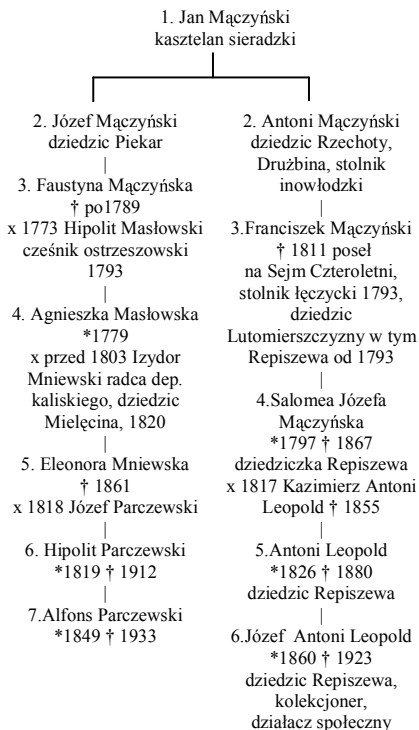 1. Jan Mączyński
kasztelan sieradzki
2. Józef Mączyński
dziedzic Piekar
|
3. Faustyna Mączyńska
† po1789
x 1773 Hipolit Masłowski
cześnik ostrzeszowski
1793
|
4. Agnieszka Masłowska
*1779
x przed 1803 Izydor
Mniewski radca dep.
kaliskiego, dziedzic
Mielęcina, 1820
|
5. Eleonora Mniewska
† 1861
x 1818 Józef Parczewski
|
6. Hipolit Parczewski
*1819 † 1912
|
7.Alfons Parczewski
*1849 † 1933
2. Antoni Mączyński
dziedzic Rzechoty,
Drużbina, stolnik
inowłodzki
|
3.Franciszek Mączyński
† 1811 poseł
na Sejm Czteroletni,
stolnik łęczycki 1793,
dziedzic
Lutomierszczyzny w tym
Repiszewa od 1793
|
4.Salomea Józefa
Mączyńska
*1797 † 1867
dziedziczka Repiszewa
x 1817 Kazimierz Antoni
Leopold † 1855
|
5.Antoni Leopold
*1826 † 1880
dziedzic Repiszewa
|
6.Józef Antoni Leopold
*1860 † 1923
dziedzic Repiszewa,
kolekcjoner,
działacz społeczny